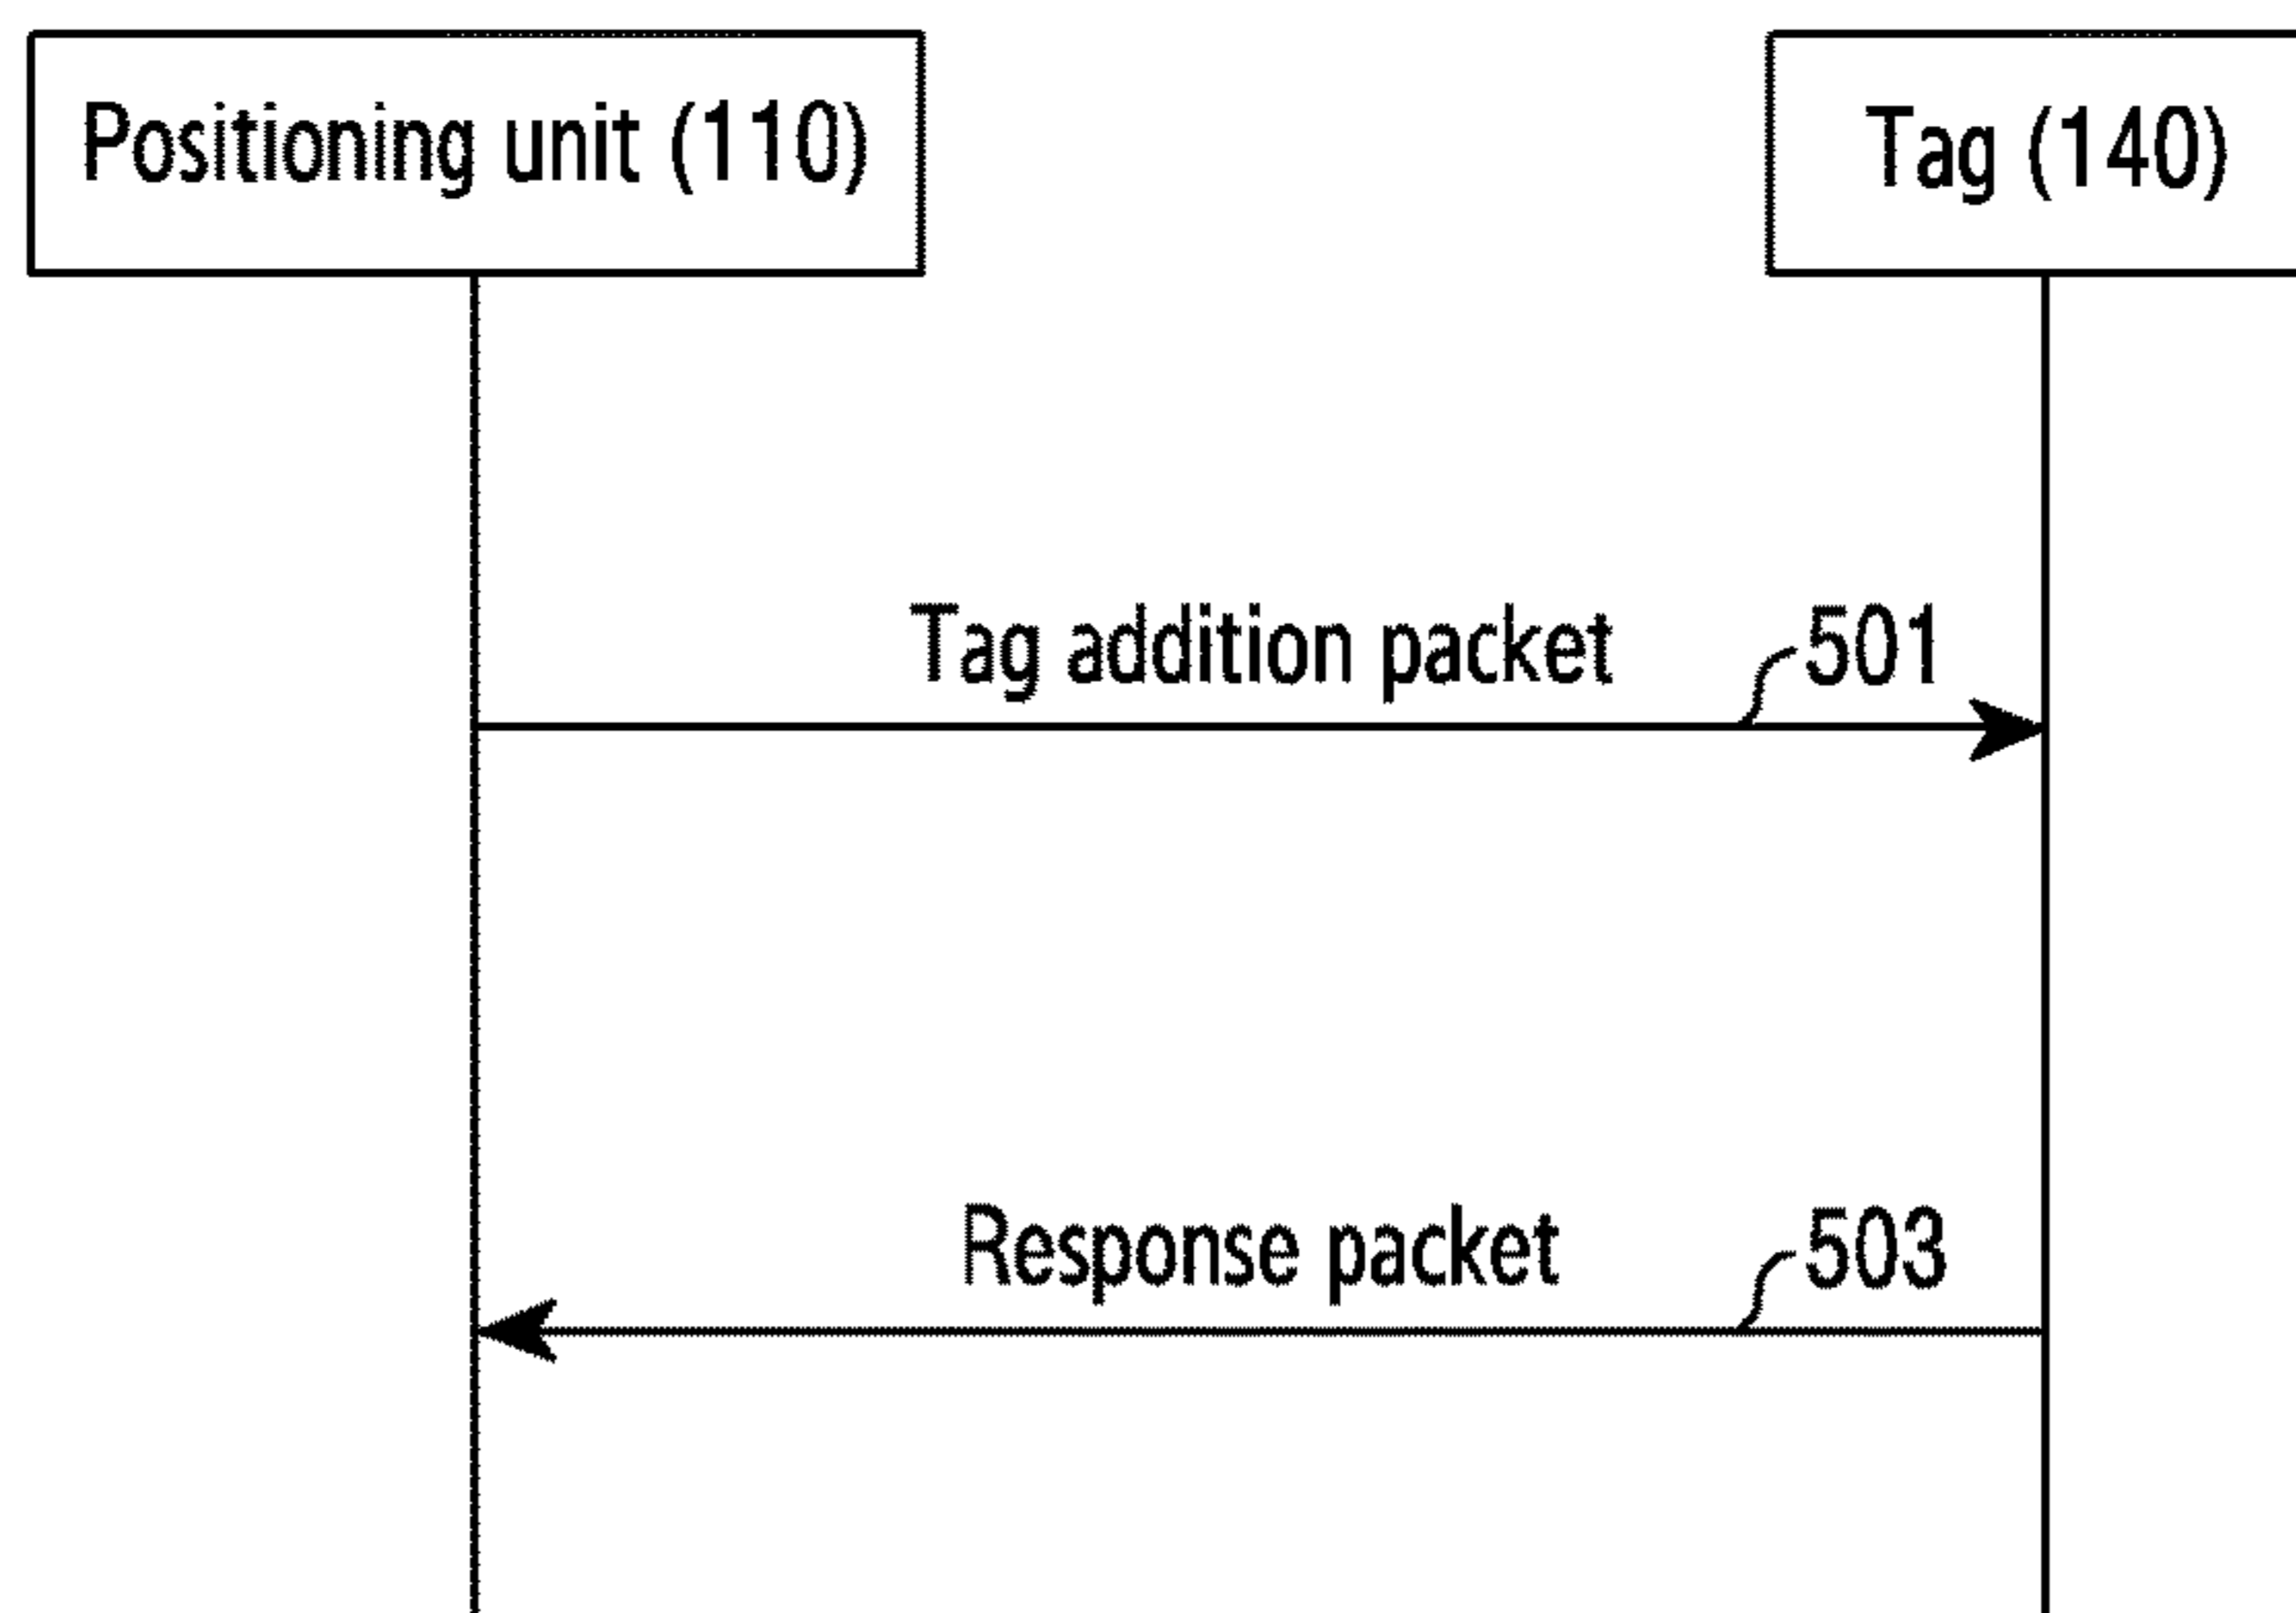 Positioning unit (110)
Tag (140)
Tag addition packet
501
Response packet
503